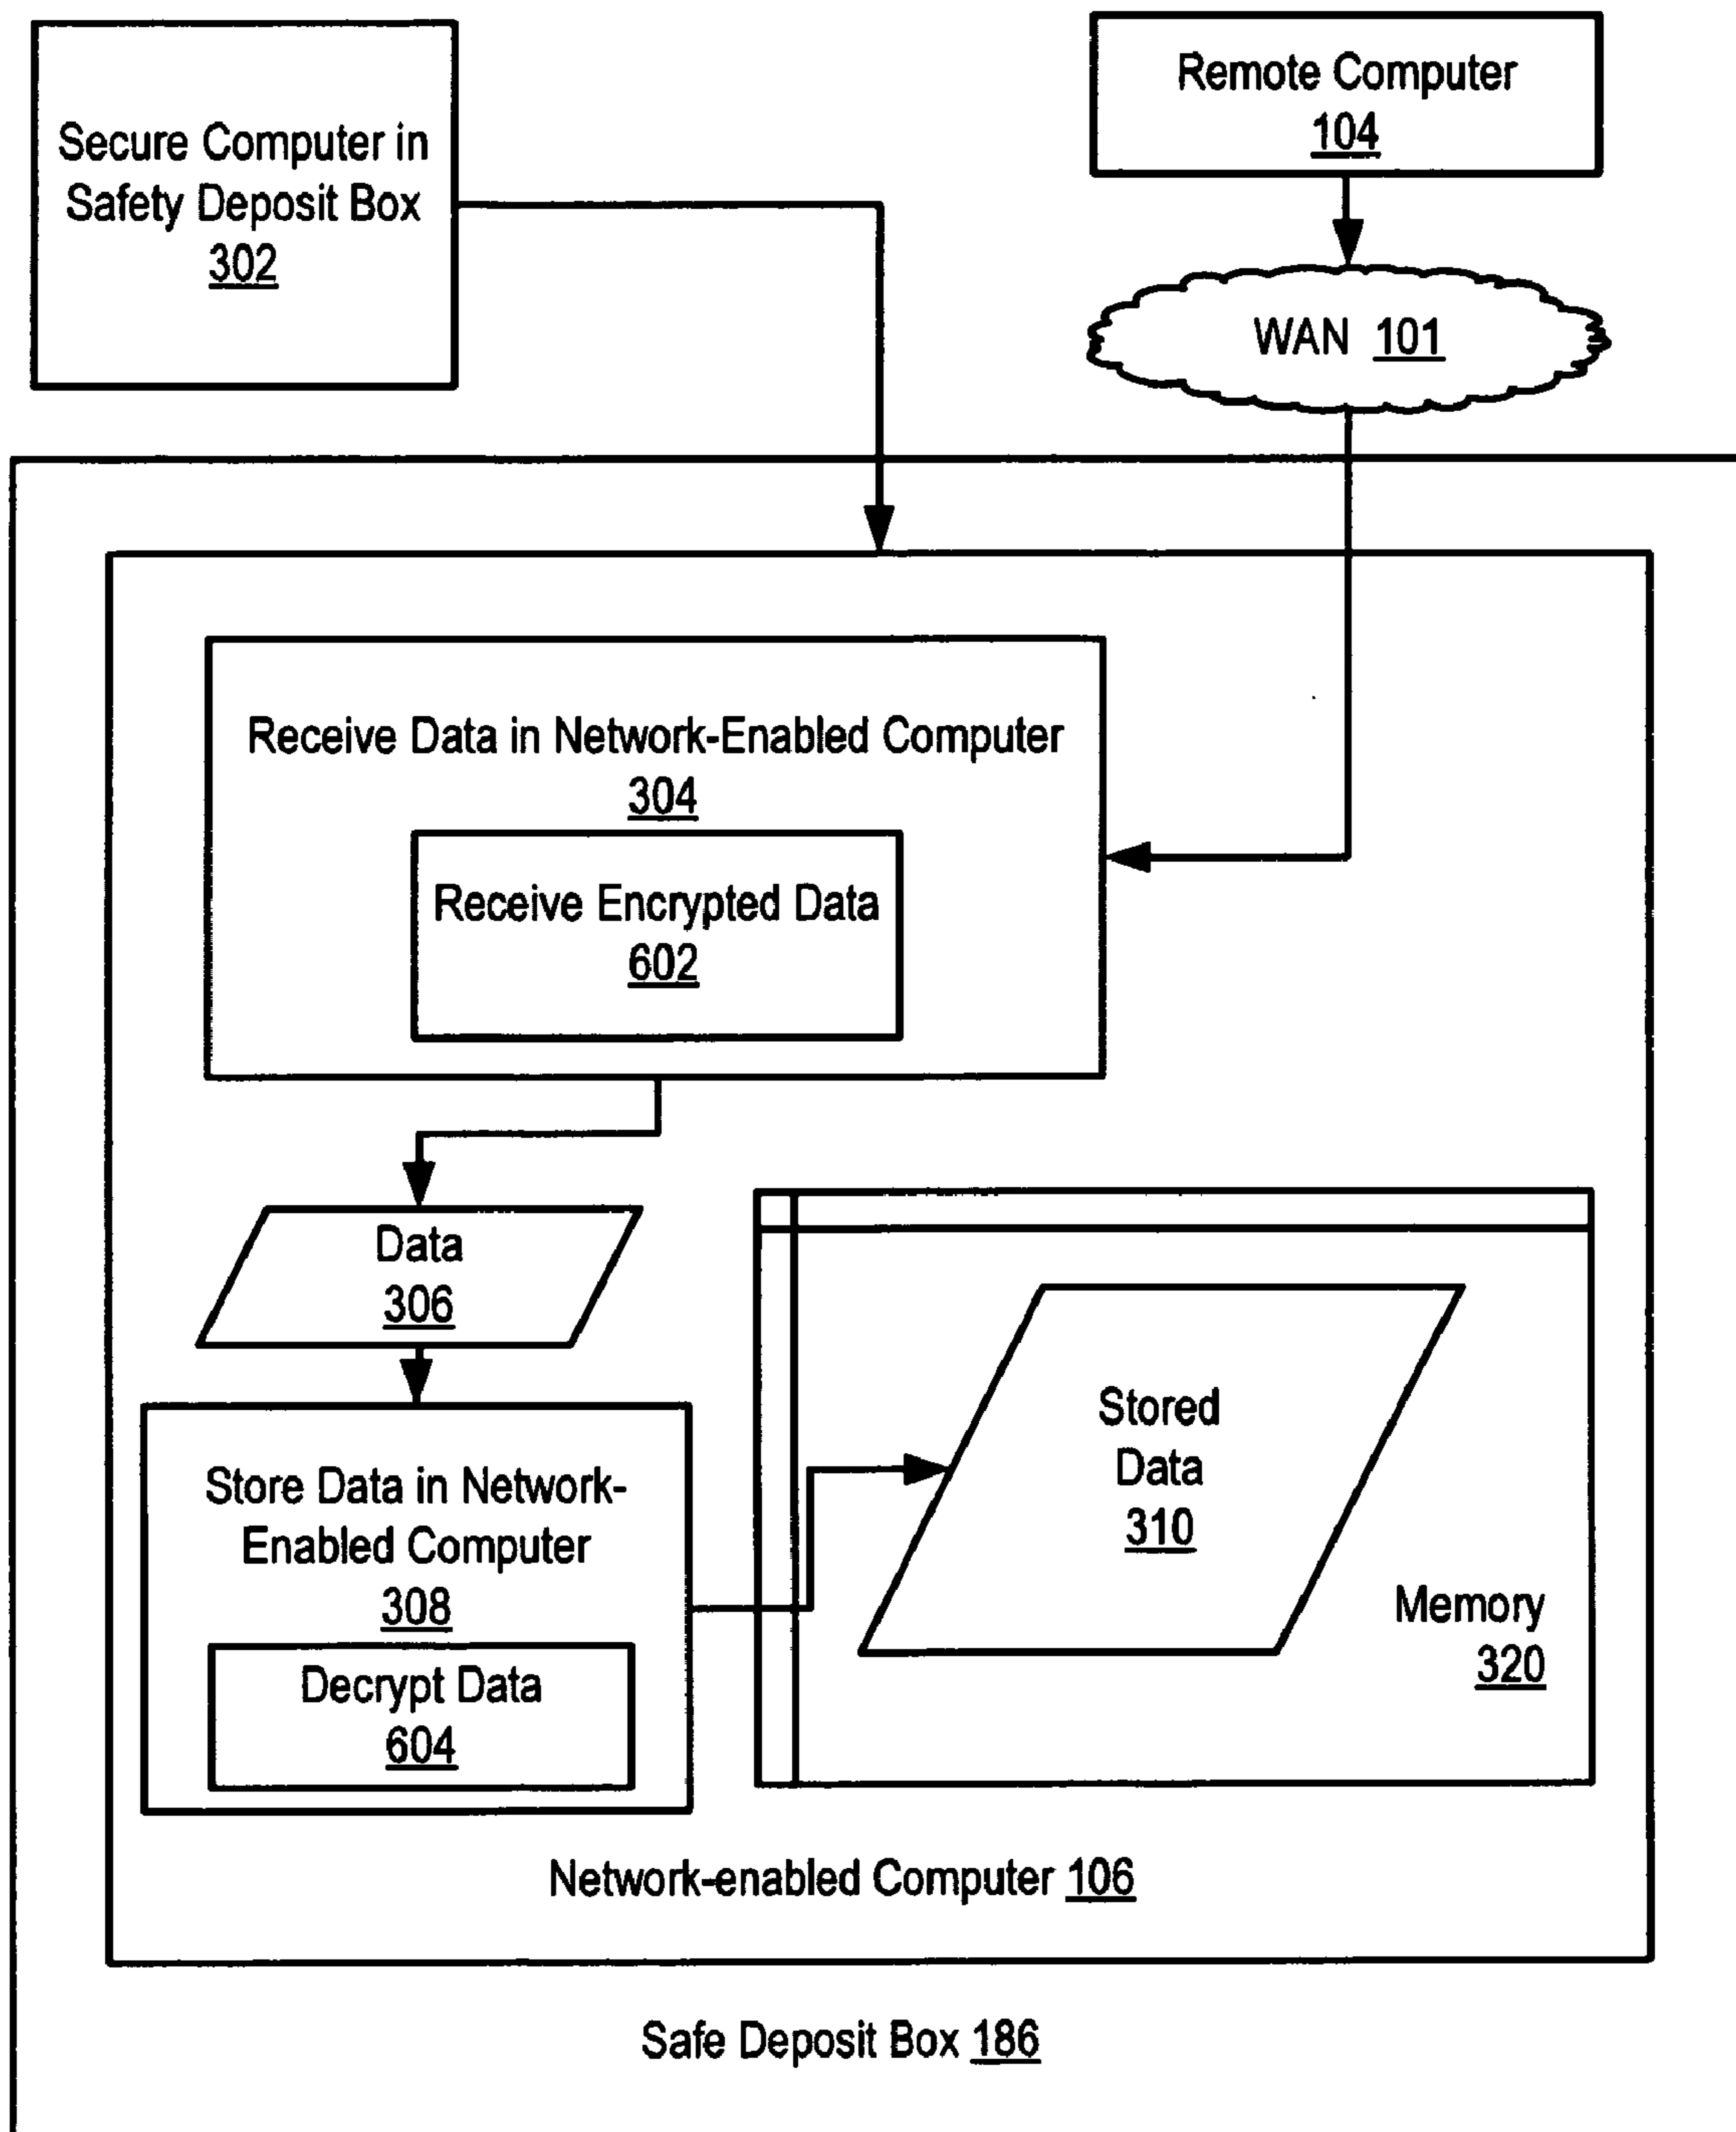 Secure Computer in
Safety Deposit Box
302
Remote Computer
104
WAN 101
Receive Data in Network-Enabled Computer
304
Receive Encrypted Data
602
Data
306
Store Data in Network-
Enabled Computer
308
Decrypt Data
604
Stored
Data
310
Memory
320
Network-enabled Computer 106
Safe Deposit Box 186